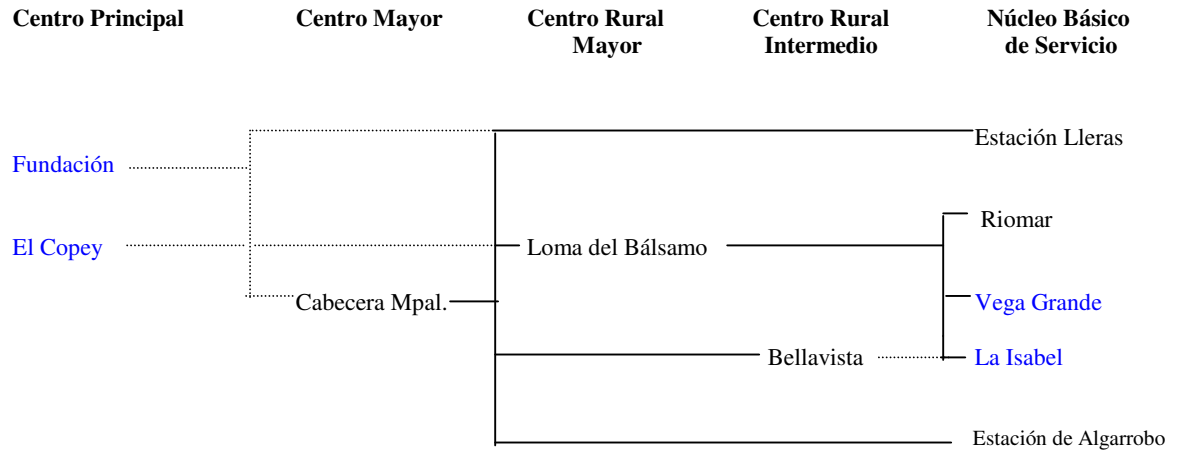 Centro Principal
Centro Mayor
Centro Rural
Mayor
Centro Rural
Intermedio
Núcleo Básico
de Servicio
Estación Lleras
Fundación
Riomar
El Copey
Loma del Bálsamo
Cabecera Mpal.
Vega Grande
Bellavista
La Isabel
Estación de Algarrobo